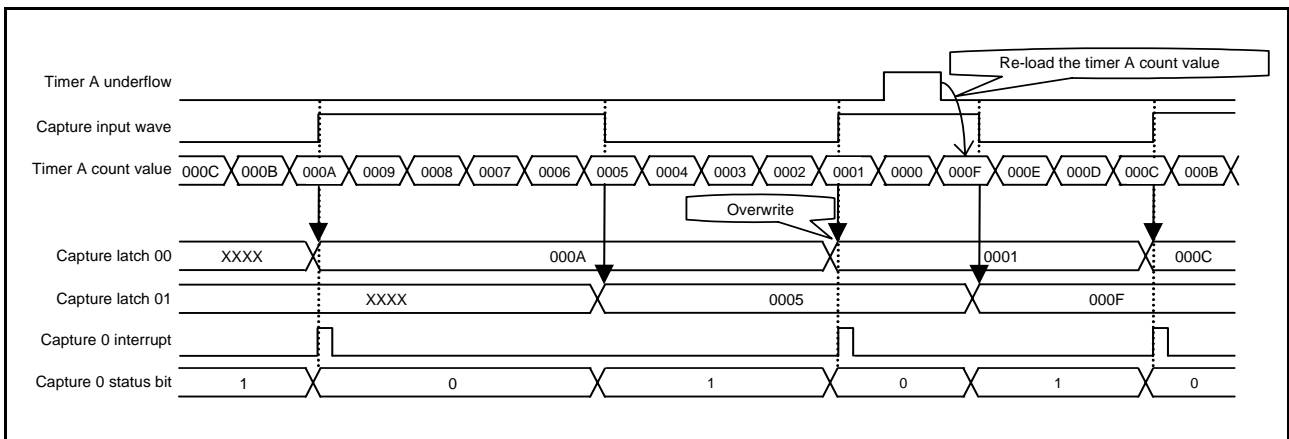 Re-load the timer A count value
Timer A underflow
Capture input wave
Timer A count value 000C 000B 000A 0009 0008 0007 0006 0005 0004 0003 0002 0001 0000 000F 000E 000D 000C 000B
Overwrite
Capture latch 00 XXXX 000A 0001 000C
Capture latch 01 XXXX 0005 000F
Capture 0 interrupt
Capture 0 status bit 1 0 1 0 1 0